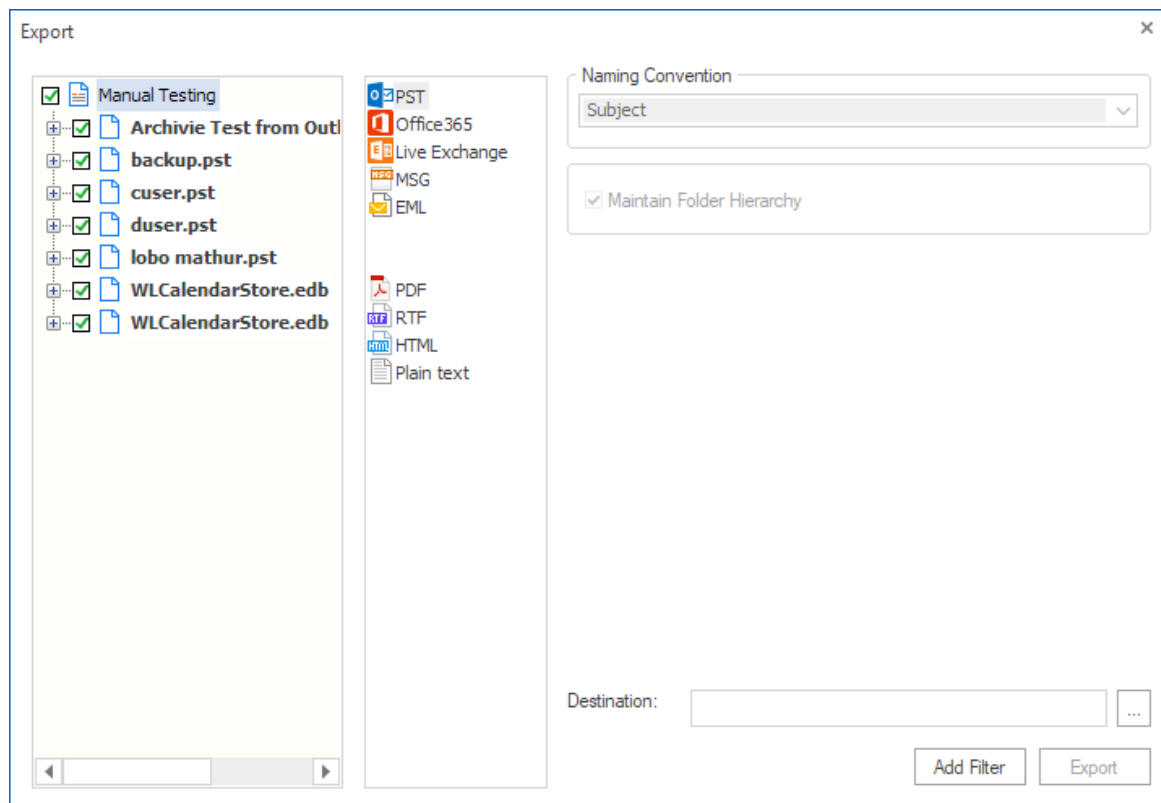 Export
Manual Testing
Archivie Test from Outl
backup.pst
cuser.pst
duser.pst
lobo mathur.pst
WLCalendarStore.edb
WLCalendarStore.edb
PST
Office365
Live Exchange
MSG
EML
PDF
RTF
HTML
Plain text
Naming Convention
Subject
Maintain Folder Hierarchy
Destination:
...
Add Filter
Export